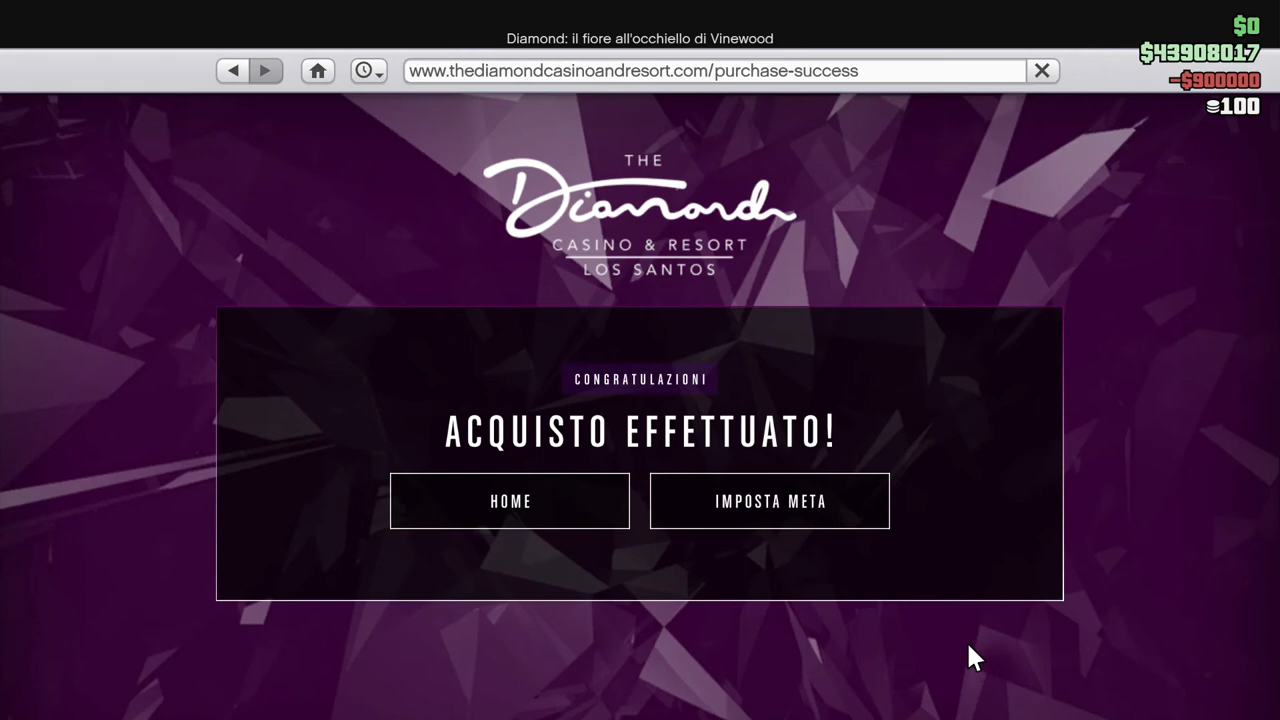 Diamond: il fiore all'occhiello di Vinewood
$0
$43908017
-$900000
100
www.thediamondcasinoandresort.com/purchase-success
THE
Diamond
CASINO & RESORT
LOS SANTOS
CONGRATULAZIONI
ACQUISTO EFFETTUATO!
HOME
IMPOSTA META